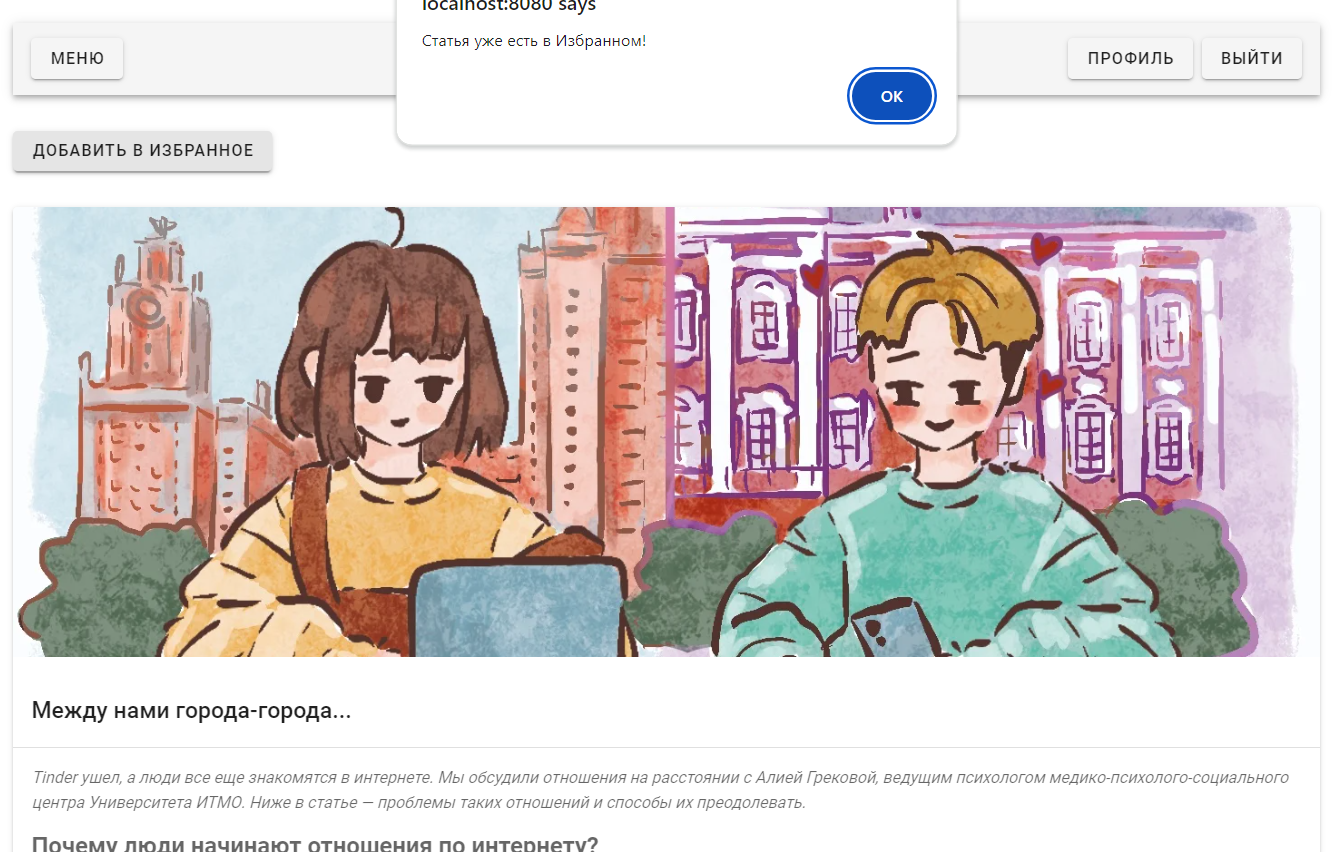 localhost:8080 says
Статья уже есть в Избранном!
OK
МЕНЮ
ПРОФИЛЬ
ВЫЙТИ
ДОБАВИТЬ В ИЗБРАННОЕ
Между нами города-города...
Tinder ушел, а люди все еще знакомятся в интернете. Мы обсудили отношения на расстоянии с Алией Грековой, ведущим психологом медико-психолого-социального
центра Университета ИТМО. Ниже в статье — проблемы таких отношений и способы их преодолевать.
Почему люди начинают отношения по интернету?